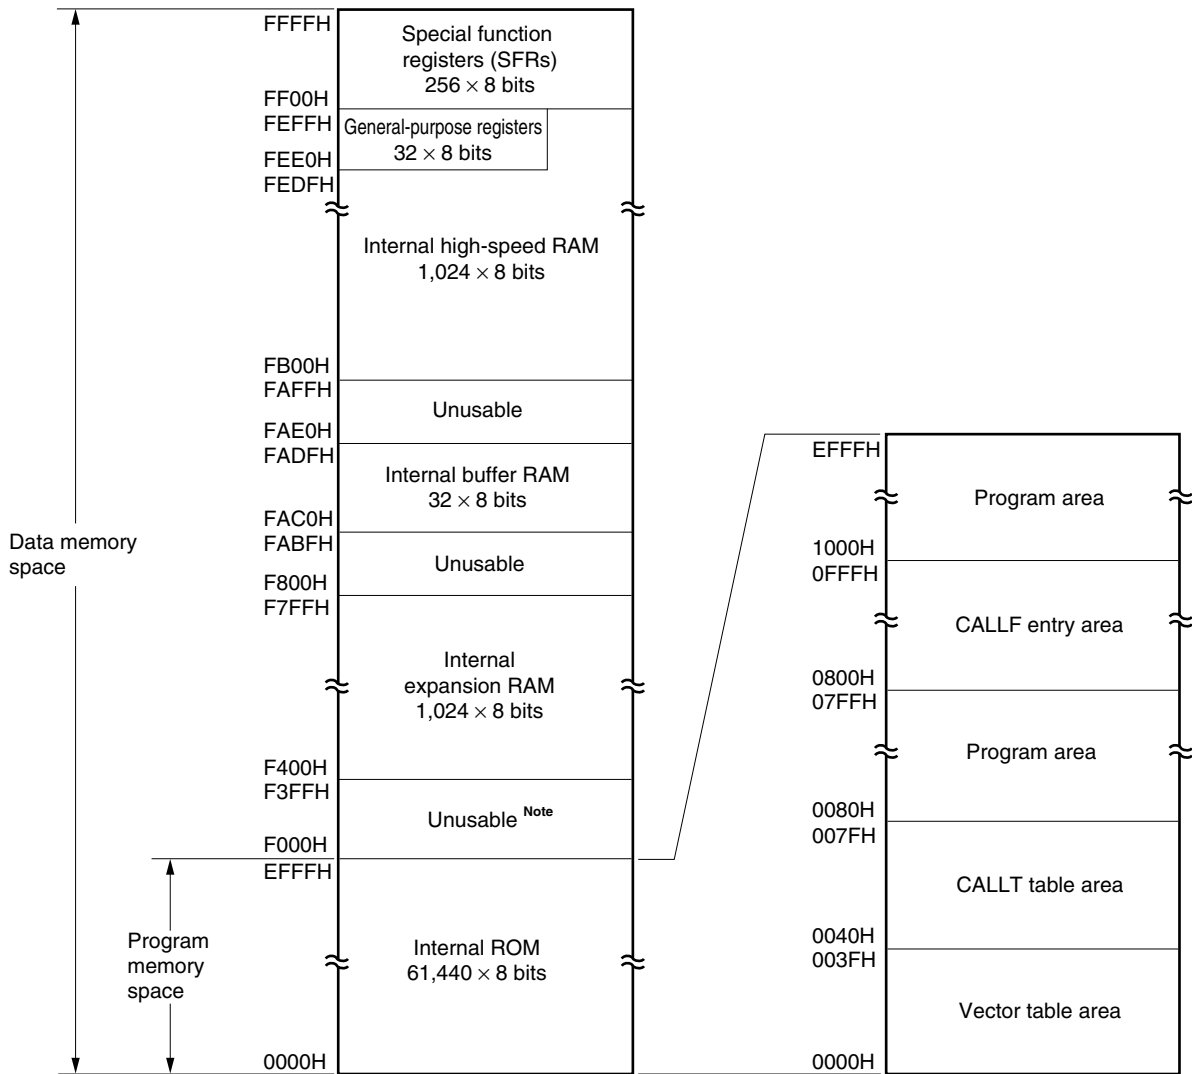 FFFFH
Special function
registers (SFRs)
256 × 8 bits
FF00H
FEFFH
General-purpose registers
32 × 8 bits
FEE0H
FEDFH
Internal high-speed RAM
1,024 × 8 bits
FB00H
FAFFH
Unusable
FAE0H
FADFH
Internal buffer RAM
32 × 8 bits
FAC0H
FABFH
Unusable
F800H
F7FFH
Internal
expansion RAM
1,024 × 8 bits
F400H
F3FFH
Unusable Note
F000H
EFFFH
Internal ROM
61,440 × 8 bits
0000H
Data memory
space
Program
memory
space
EFFFH
Program area
1000H
0FFFH
CALLF entry area
0800H
07FFH
Program area
0080H
007FH
CALLT table area
0040H
003FH
Vector table area
0000H